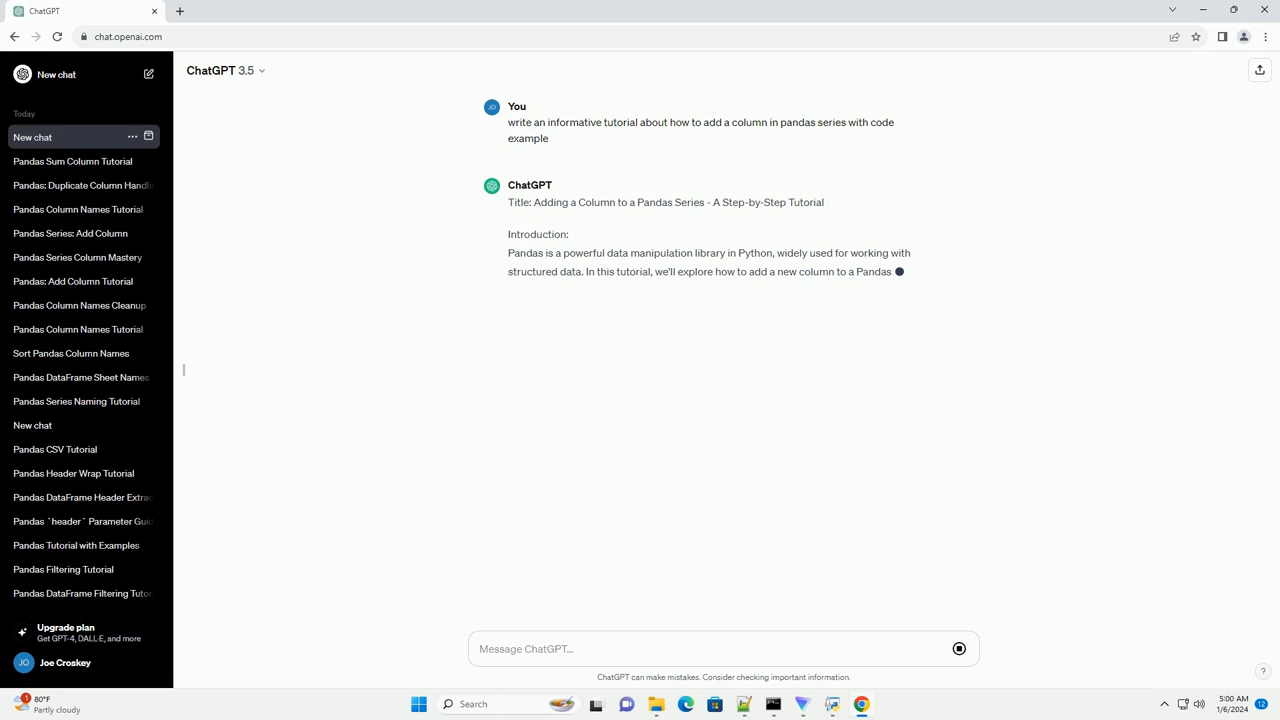 ChatGPT
chat.openai.com
New chat
Today
New chat
Pandas Sum Column Tutorial
Pandas: Duplicate Column Handli
Pandas Column Names Tutorial
Pandas Series: Add Column
Pandas Series Column Mastery
Pandas: Add Column Tutorial
Pandas Column Names Cleanup
Pandas Column Names Tutorial
Sort Pandas Column Names
Pandas DataFrame Sheet Names
Pandas Series Naming Tutorial
New chat
Pandas CSV Tutorial
Pandas Header Wrap Tutorial
Pandas DataFrame Header Extrac
Pandas `header` Parameter Guid
Pandas Tutorial with Examples
Pandas Filtering Tutorial
Pandas DataFrame Filtering Tutor
Upgrade plan
Get GPT-4, DALL·E, and more
JO Joe Croskey
ChatGPT 3.5
JO You
write an informative tutorial about how to add a column in pandas series with code
example
ChatGPT
Title: Adding a Column to a Pandas Series - A Step-by-Step Tutorial
Introduction:
Pandas is a powerful data manipulation library in Python, widely used for working with
structured data. In this tutorial, we'll explore how to add a new column to a Pandas
Message ChatGPT...
ChatGPT can make mistakes. Consider checking important information.
?
1
80°F
Partly cloudy
Search
5:00 AM
1/6/2024
12